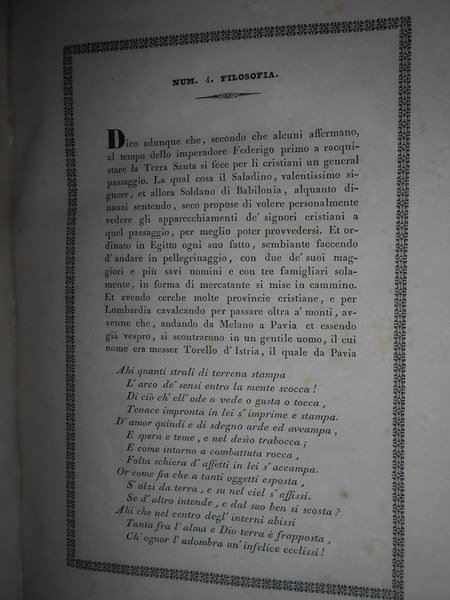 NUM. 4. FILOSOFIA.
Dico adunque che, secondo che alcuni affermano,
al tempo dello imperadore Federigo primo a racqui-
stare la Terra Santa si fece per li cristiani un general
passaggio. La qual cosa il Saladino, valentissimo si-
gnore, et allora Soldano di Babilonia, alquanto di-
nanzi sentendo, seco propose di volere personalmente
vedere gli apparecchiamenti de' signori cristiani a
quel passaggio, per meglio poter provvedersi. Et or-
dinato in Egitto ogni suo fatto, sembiante faccendo
d'andare in pellegrinaggio, con due de' suoi mag-
giori e più savi uomini e con tre famigliari sola-
mente, in forma di mercatante si mise in cammino.
Et avendo cerche molte provincie cristiane, e per
Lombardia cavalcando per passare oltra a' monti, av-
venne che, andando da Melano a Pavia et essendo
già vespro, si scontrarono in un gentile uomo, il cui
nome era messer Torello d' Istria, il quale da Pavia
Ahi quanti strali di terrena stampa
L' arco de' sensi entro la mente scocca!
Di ciò ch' ell' ode o vede o gusta o tocca,
Tenace impronta in lei s' imprime e stampa.
D' amor quindi e di sdegno arde ed avvampa,
E spera e teme, e nel desìo trabocca;
E come intorno a combattuta rocca,
Folta schiera d' affetti in lei s' accampa.
Or come fia che a tanti oggetti esposta,
S' alzi da terra, e su nel ciel s' affissi.
Se d' altro intende, e dal suo ben si scosta?
Ahi che nel centro degl' interni abissi
Tanta fra l' alma e Dio terra è frapposta,
Ch' ognor l' adombra un' infelice ecclissi!